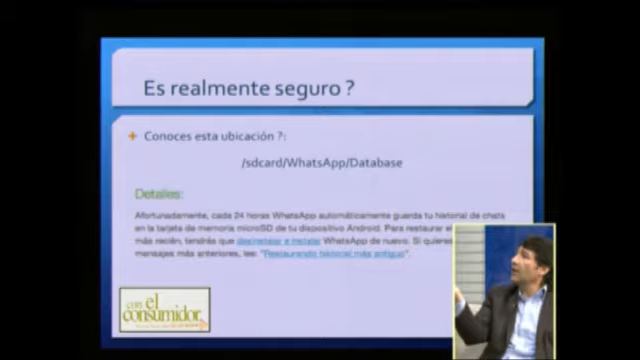 Es realmente seguro ?
Conoces esta ubicación ?:
/sdcard/WhatsApp/Database
Detalles:
Afortunadamente, cada 24 horas WhatsApp automáticamente guarda tu historial de chats
en la tarjeta de memoria microSD de tu dispositivo Android. Para restaurar el
más recién, tendrás que desinstalar e instalar WhatsApp de nuevo. Si quieres
mensajes más anteriores, lee: "Restaurando historial más antiguo".
con el
consumidor